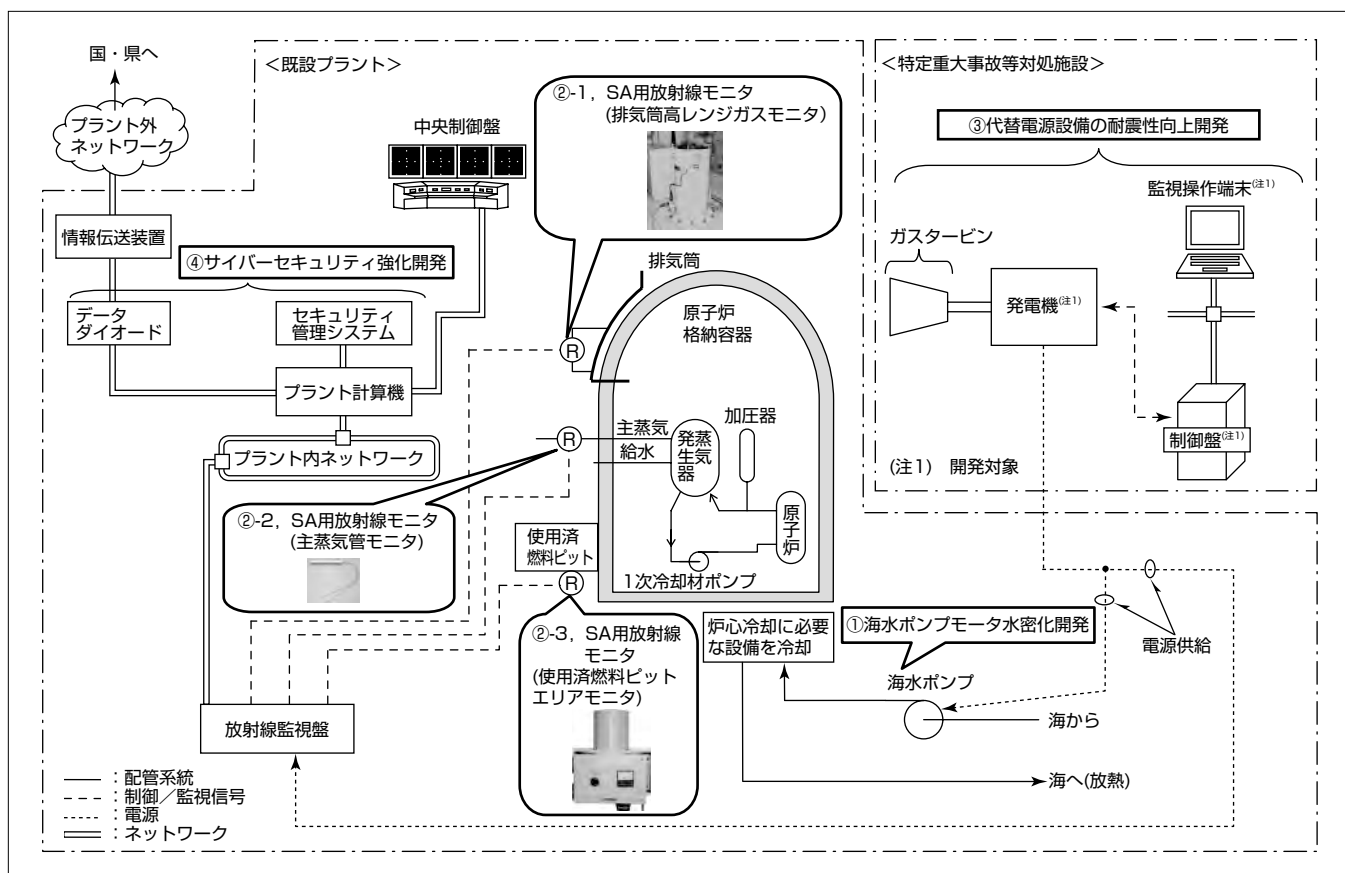 国・県へ
プラント外
ネットワーク
情報伝送装置
④サイバーセキュリティ強化開発
データ
ダイオード
セキュリティ
管理システム
プラント計算機
プラント内ネットワーク
中央制御盤
<既設プラント>
②-1, SA用放射線モニタ
(排気筒高レンジガスモニタ)
排気筒
R
原子炉
格納容器
主蒸気
給水
R
蒸気
発生器
加圧器
原子炉
1次冷却材ポンプ
②-2, SA用放射線モニタ
(主蒸気管モニタ)
使用済
燃料ピット
R
②-3, SA用放射線
モニタ
(使用済燃料ピット
エリアモニタ)
放射線監視盤
炉心冷却に必要
な設備を冷却
①海水ポンプモータ水密化開発
海水ポンプ
海から
海へ(放熱)
電源供給
<特定重大事故等対処施設>
③代替電源設備の耐震性向上開発
監視操作端末(注1)
ガスタービン
発電機(注1)
制御盤(注1)
(注1) 開発対象
:配管系統
:制御/監視信号
:電源
:ネットワーク